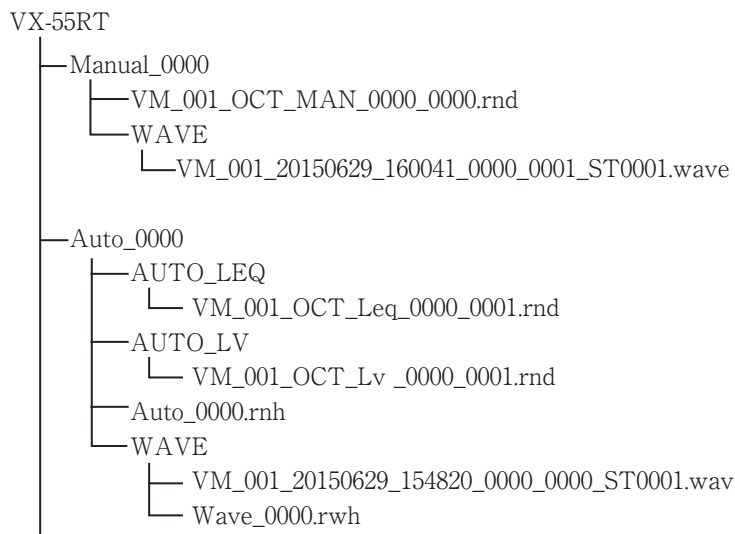 VX-55RT
Manual_0000
VM_001_OCT_MAN_0000_0000.rnd
WAVE
VM_001_20150629_160041_0000_0001_ST0001.wave
Auto_0000
AUTO_LEQ
VM_001_OCT_Leq_0000_0001.rnd
AUTO_LV
VM_001_OCT_Lv _0000_0001.rnd
Auto_0000.rnh
WAVE
VM_001_20150629_154820_0000_0000_ST0001.wav
Wave_0000.rwh